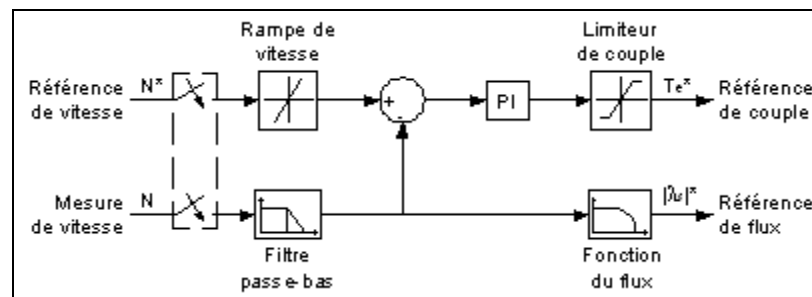 Rampe de
vitesse
Limiteur
de couple
Référence
de vitesse
N*
+
-
PI
Te*
Référence
de couple
Mesure
de vitesse
N
Filtre
passe-bas
Fonction
du flux
|λ̂s|*
Référence
de flux